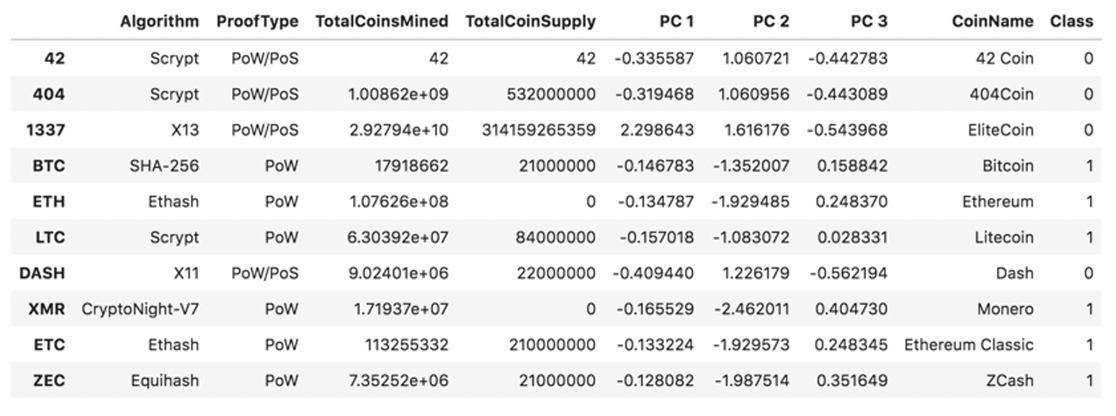 Algorithm ProofType TotalCoinsMined TotalCoinSupply PC 1 PC 2 PC 3 CoinName Class
42 Scrypt PoW/PoS 42 42 -0.335587 1.060721 -0.442783 42 Coin 0
404 Scrypt PoW/PoS 1.00862e+09 532000000 -0.319468 1.060956 -0.443089 404Coin 0
1337 X13 PoW/PoS 2.92794e+10 314159265359 2.298643 1.616176 -0.543968 EliteCoin 0
BTC SHA-256 PoW 17918662 21000000 -0.146783 -1.352007 0.158842 Bitcoin 1
ETH Ethash PoW 1.07626e+08 0 -0.134787 -1.929485 0.248370 Ethereum 1
LTC Scrypt PoW 6.30392e+07 84000000 -0.157018 -1.083072 0.028331 Litecoin 1
DASH X11 PoW/PoS 9.02401e+06 22000000 -0.409440 1.226179 -0.562194 Dash 0
XMR CryptoNight-V7 PoW 1.71937e+07 0 -0.165529 -2.462011 0.404730 Monero 1
ETC Ethash PoW 113255332 210000000 -0.133224 -1.929573 0.248345 Ethereum Classic 1
ZEC Equihash PoW 7.35252e+06 21000000 -0.128082 -1.987514 0.351649 ZCash 1